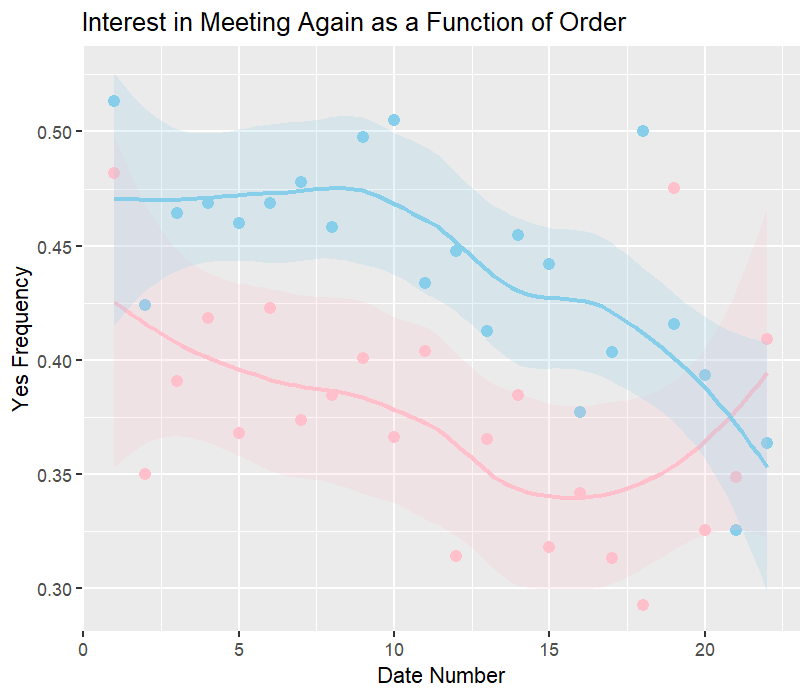 Interest in Meeting Again as a Function of Order
Yes Frequency
0.50
0.45
0.40
0.35
0.30
0 5 10 15 20
Date Number